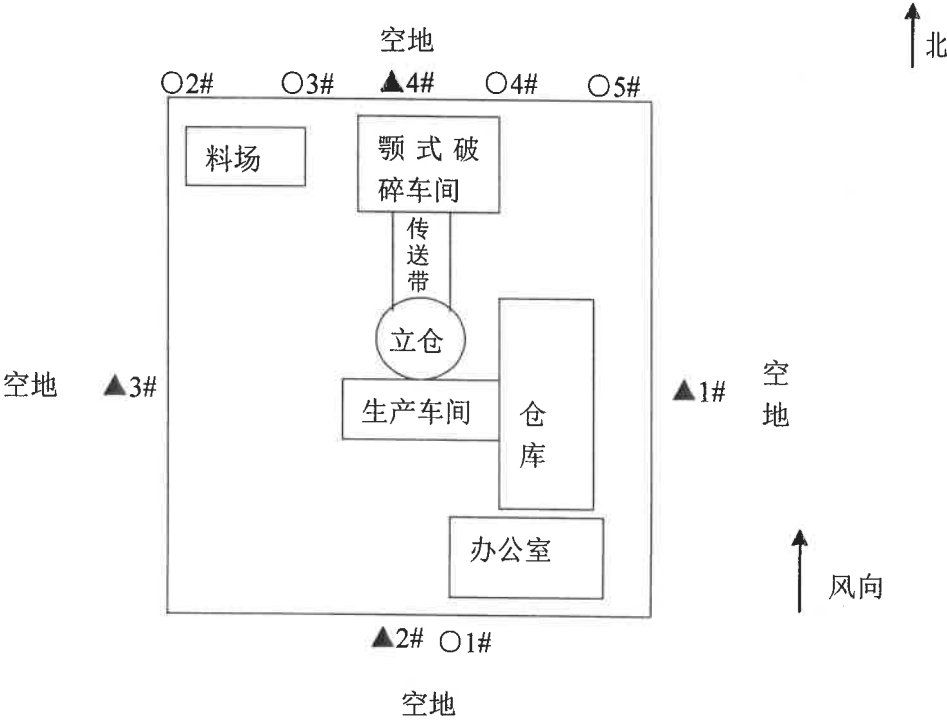 空地
北
○2# ○3# ▲4# ○4# ○5#
料场
颚式破
碎车间
传
送
带
立仓
空地 ▲3#
▲1# 空
地
生产车间
仓
库
办公室
风向
▲2# ○1#
空地